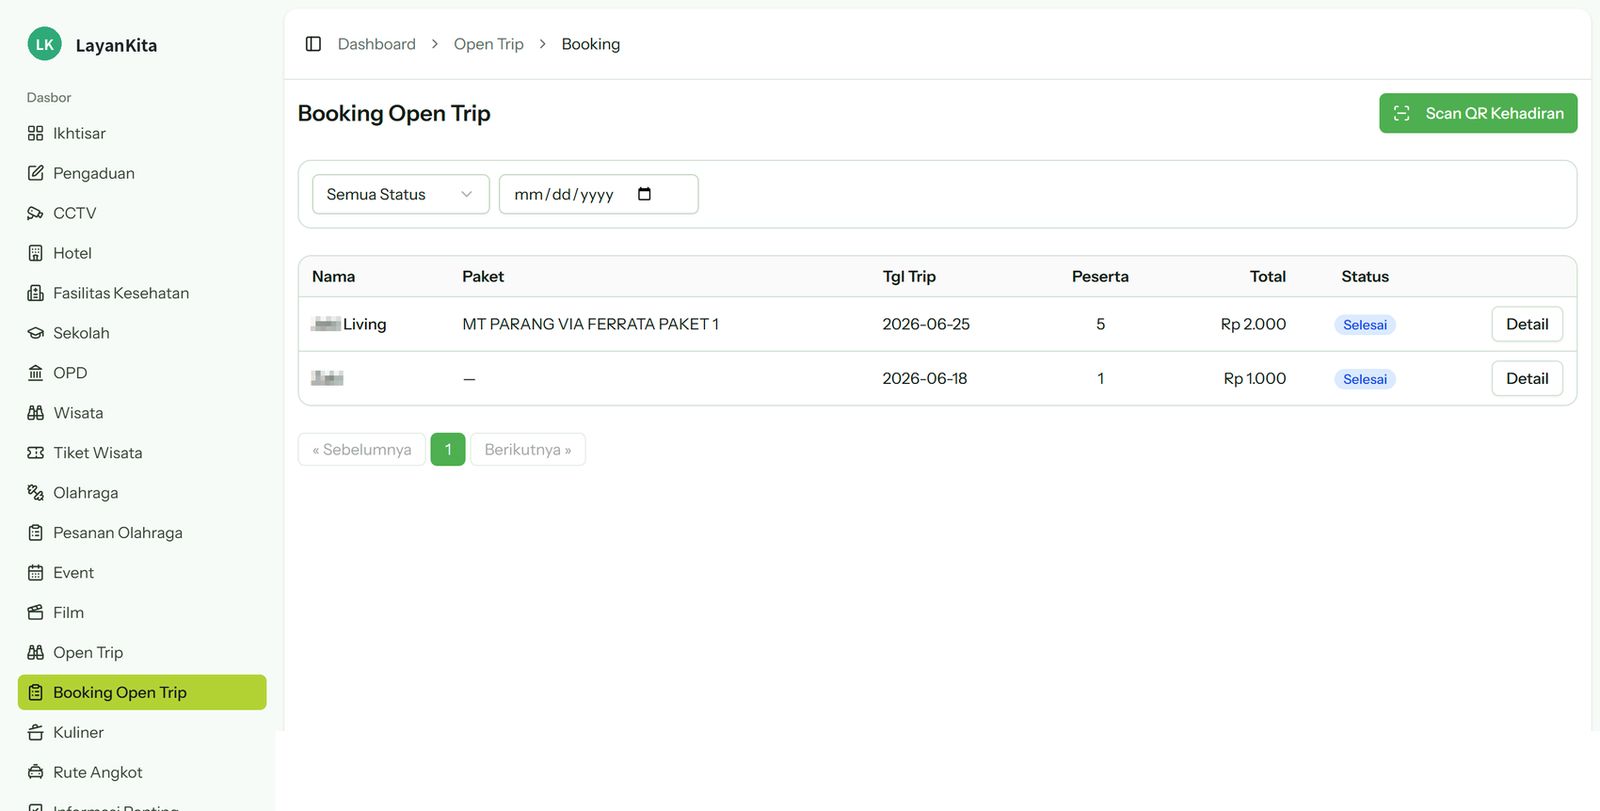 LK LayanKita
Dasbor
Ikhtisar
Pengaduan
CCTV
Hotel
Fasilitas Kesehatan
Sekolah
OPD
Wisata
Tiket Wisata
Olahraga
Pesanan Olahraga
Event
Film
Open Trip
Booking Open Trip
Kuliner
Rute Angkot
Dashboard > Open Trip > Booking
Booking Open Trip
Scan QR Kehadiran
Semua Status
mm/dd/yyyy
Nama Paket Tgl Trip Peserta Total Status
Living MT PARANG VIA FERRATA PAKET 1 2026-06-25 5 Rp 2.000 Selesai Detail
— 2026-06-18 1 Rp 1.000 Selesai Detail
« Sebelumnya 1 Berikutnya »